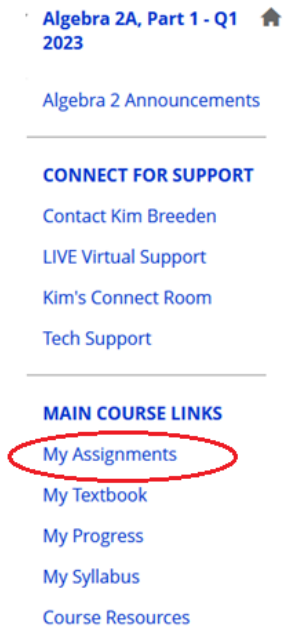 Algebra 2A, Part 1 - Q1
2023
Algebra 2 Announcements
CONNECT FOR SUPPORT
Contact Kim Breeden
LIVE Virtual Support
Kim's Connect Room
Tech Support
MAIN COURSE LINKS
My Assignments
My Textbook
My Progress
My Syllabus
Course Resources